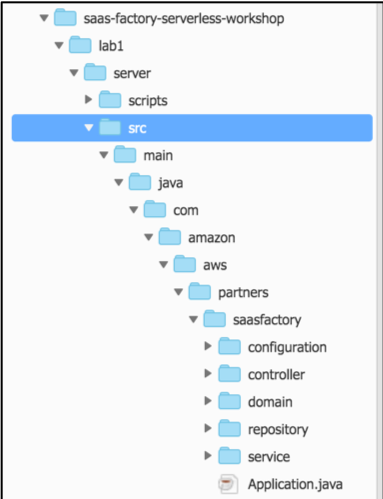 saas-factory-serverless-workshop
lab1
server
scripts
src
main
java
com
amazon
aws
partners
saasfactory
configuration
controller
domain
repository
service
Application.java